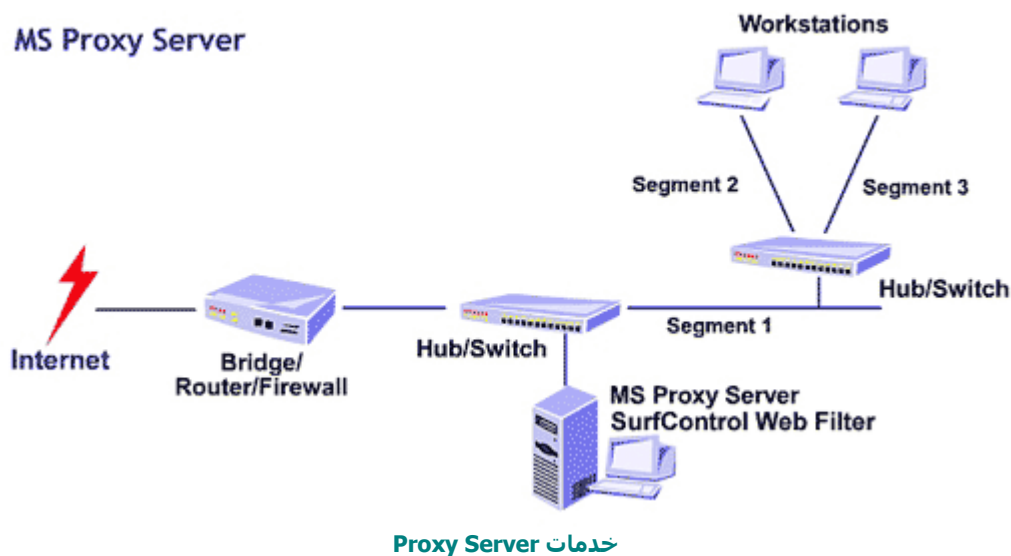 MS Proxy Server
Workstations
Segment 2
Segment 3
Hub/Switch
Segment 1
Internet
Bridge/
Router/Firewall
Hub/Switch
MS Proxy Server
SurfControl Web Filter
خدمات Proxy Server